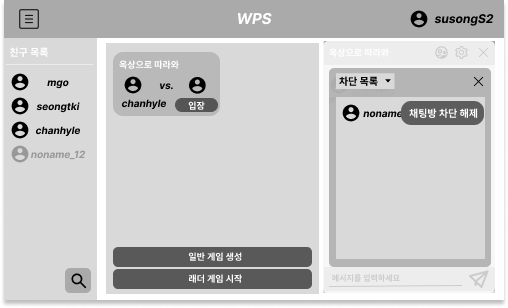 WPS
susongS2
친구 목록
mgo
seongtki
chanhyle
noname_12
옥상으로 따라와
vs.
chanhyle
입장
일반 게임 생성
래더 게임 시작
옥상으로 따라와
차단 목록
채팅방 차단 해제
메시지를 입력하세요